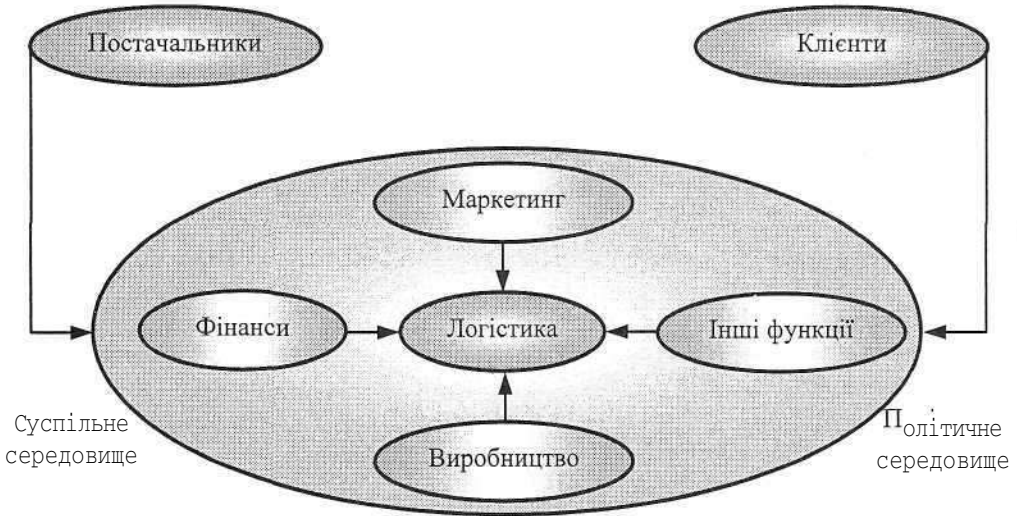 Постачальники
Клієнти
Маркетинг
Фінанси
Логістика
Інші функції
Суспільне
середовище
Політичне
середовище
Виробництво